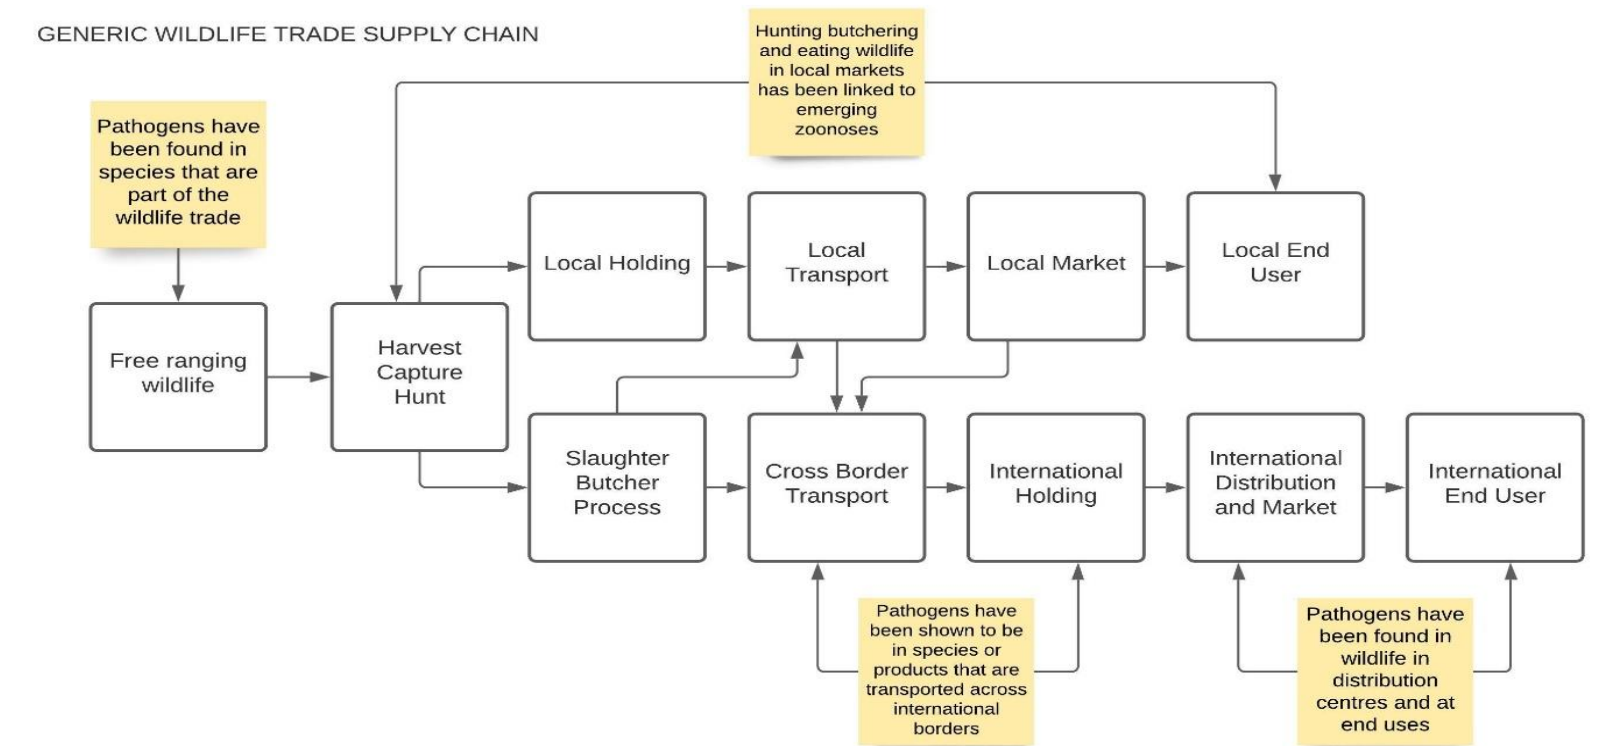 GENERIC WILDLIFE TRADE SUPPLY CHAIN
Hunting butchering
and eating wildlife
in local markets
has been linked to
emerging
zoonoses
Pathogens have
been found in
species that are
part of the
wildlife trade
Local Holding
Local
Transport
Local Market
Local End
User
Free ranging
wildlife
Harvest
Capture
Hunt
Slaughter
Butcher
Process
Cross Border
Transport
International
Holding
International
Distribution
and Market
International
End User
Pathogens have
been shown to be
in species or
products that are
transported across
international
borders
Pathogens have
been found in
wildlife in
distribution
centres and at
end uses